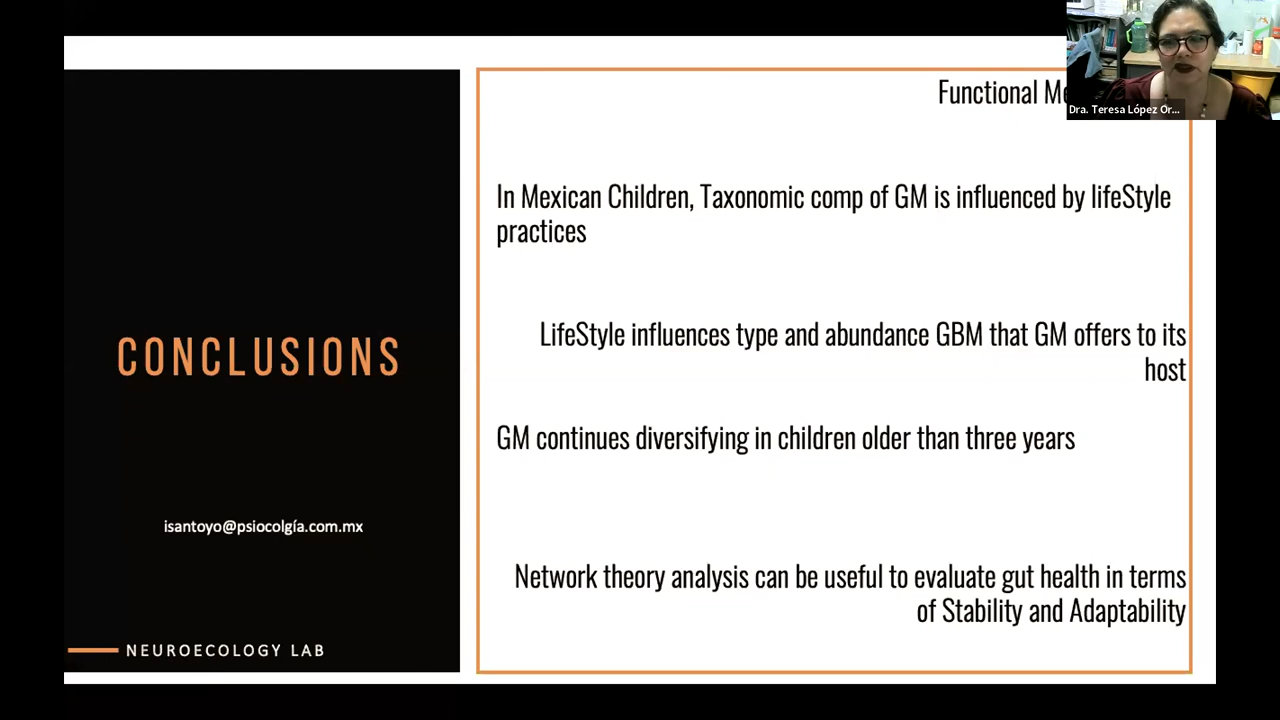 Functional
Dra. Teresa López Or...
In Mexican Children, Taxonomic comp of GM is influenced by lifeStyle
practices
LifeStyle influences type and abundance GBM that GM offers to its
host
CONCLUSIONS
GM continues diversifying in children older than three years
isantoyo@psiocolgía.com.mx
Network theory analysis can be useful to evaluate gut health in terms
of Stability and Adaptability
NEUROECOLOGY LAB